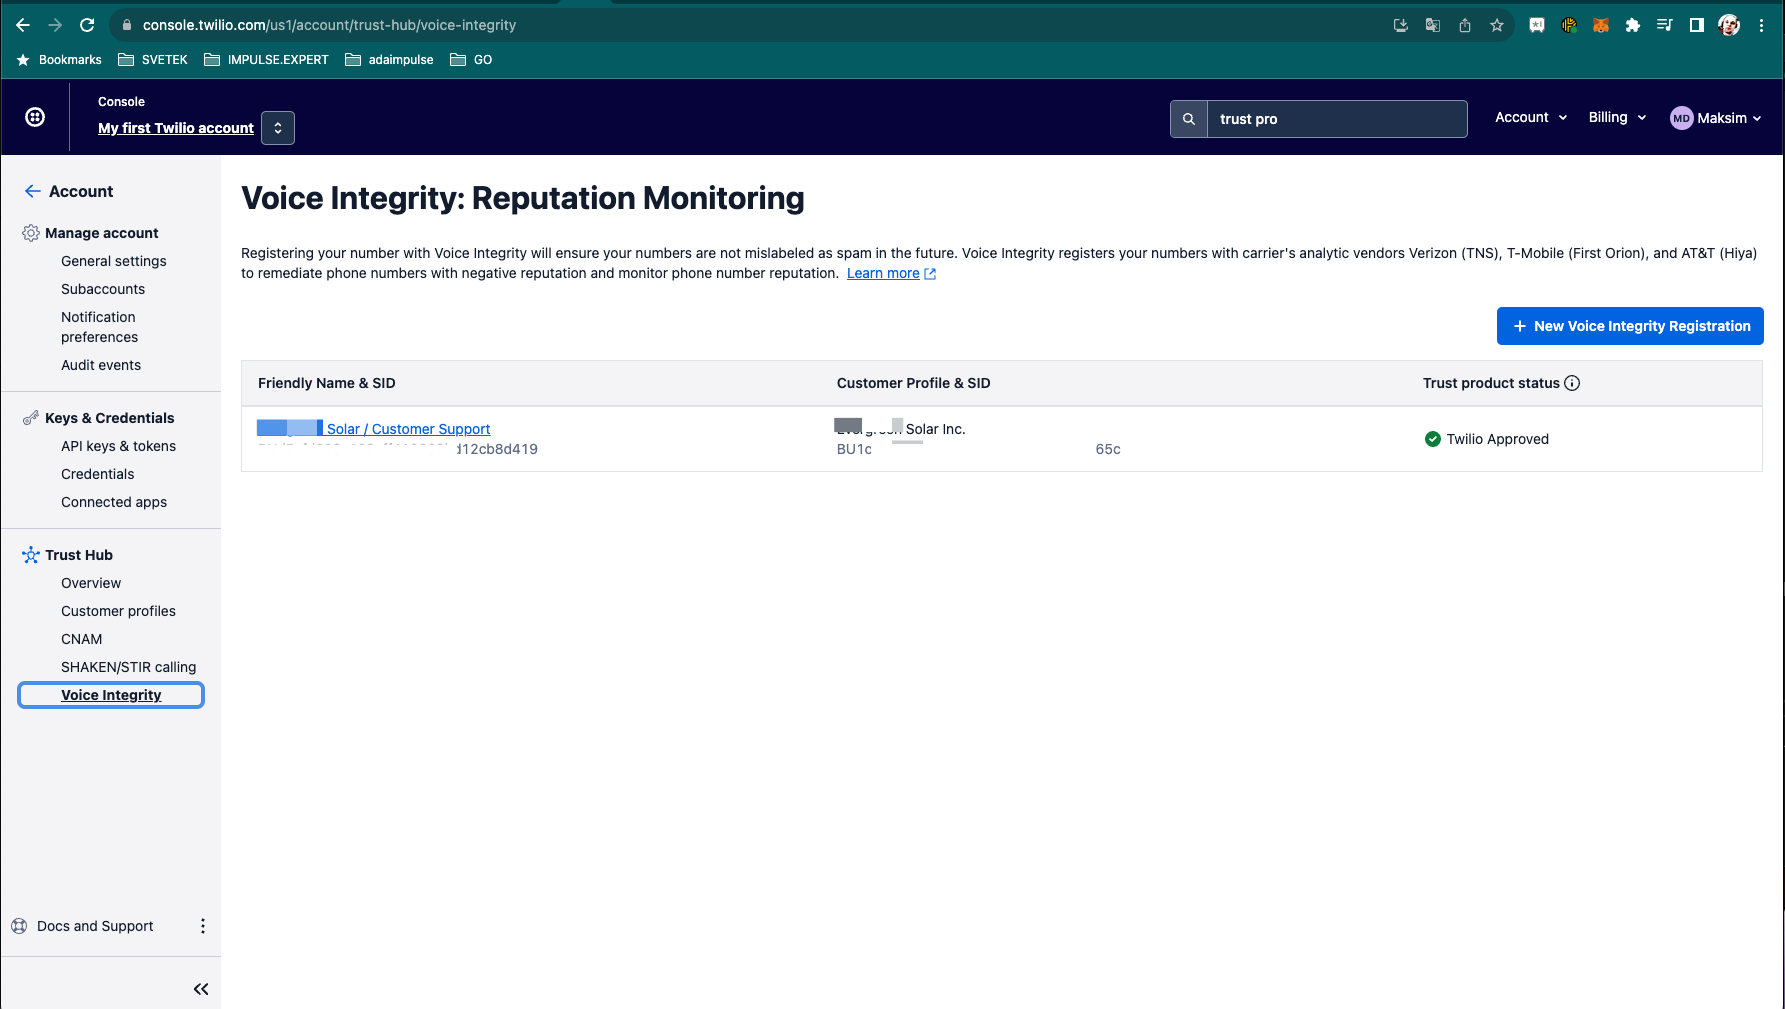 console.twilio.com/us1/account/trust-hub/voice-integrity
Bookmarks SVETEK IMPULSE.EXPERT adaimpulse GO
Console
My first Twilio account
trust pro
Account Billing MD Maksim
Account
Manage account
General settings
Subaccounts
Notification
preferences
Audit events
Keys & Credentials
API keys & tokens
Credentials
Connected apps
Trust Hub
Overview
Customer profiles
CNAM
SHAKEN/STIR calling
Voice Integrity
Docs and Support
Voice Integrity: Reputation Monitoring
Registering your number with Voice Integrity will ensure your numbers are not mislabeled as spam in the future. Voice Integrity registers your numbers with carrier's analytic vendors Verizon (TNS), T-Mobile (First Orion), and AT&T (Hiya)
to remediate phone numbers with negative reputation and monitor phone number reputation. Learn more
+ New Voice Integrity Registration
Friendly Name & SID Customer Profile & SID Trust product status
Solar / Customer Support Solar Inc. Twilio Approved
d12cb8d419 BU1c 65c